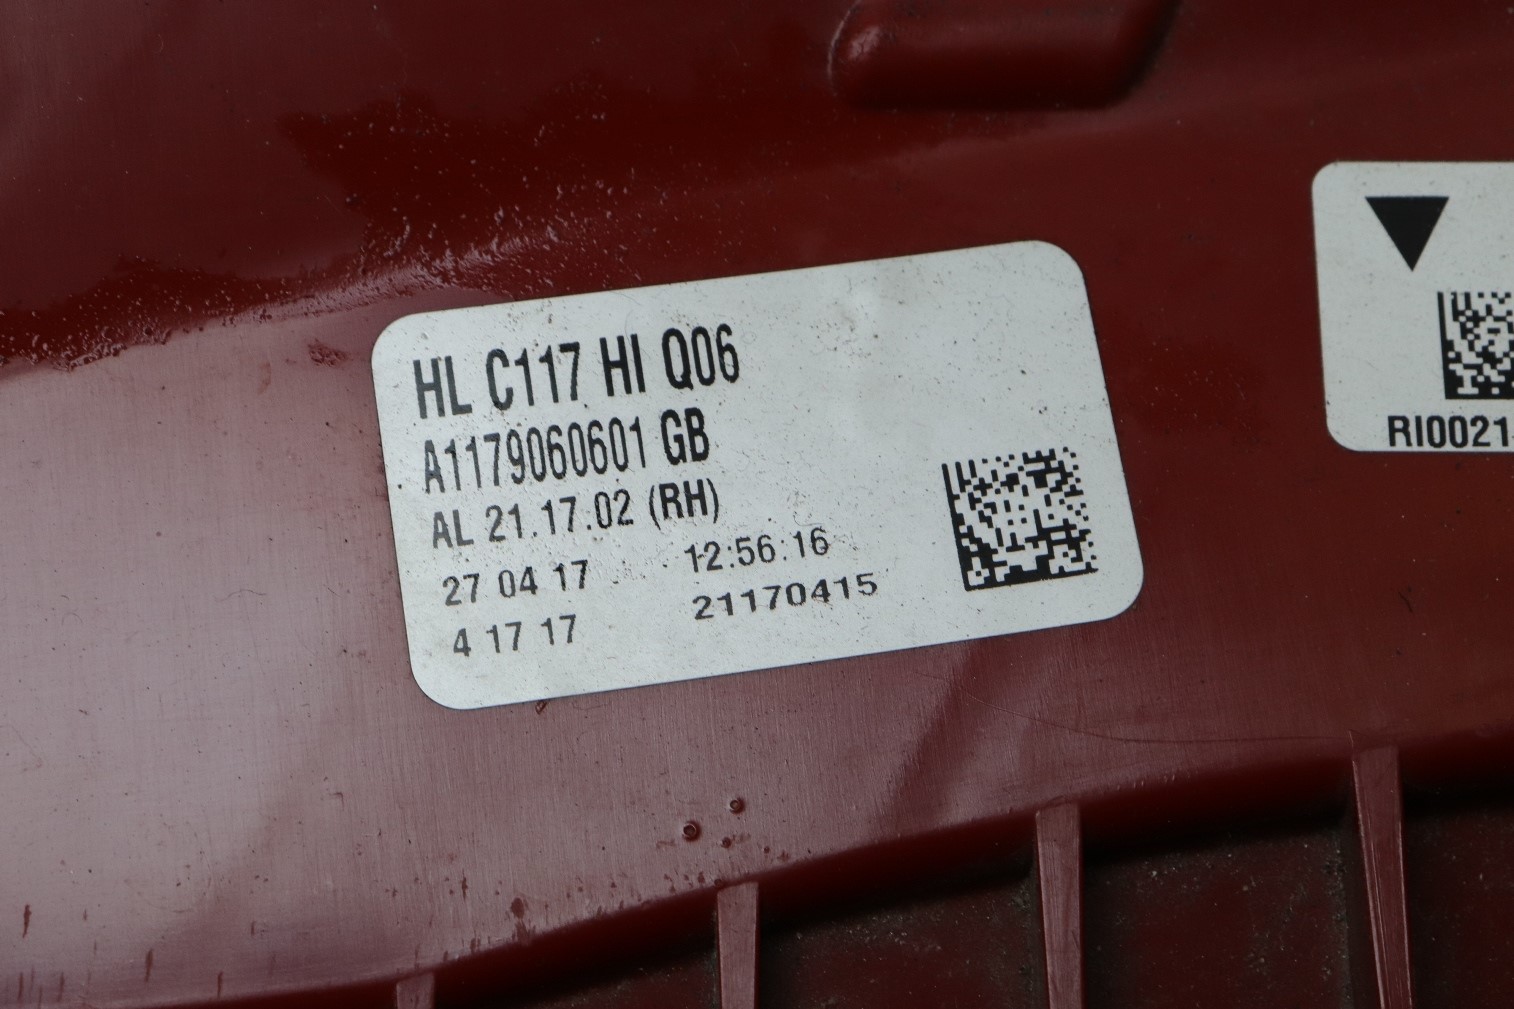 HL C117 HI Q06
A1179060601 GB
AL 21.17.02 (RH)
27 04 17 12:56:16
4 17 17 21170415
RI0021